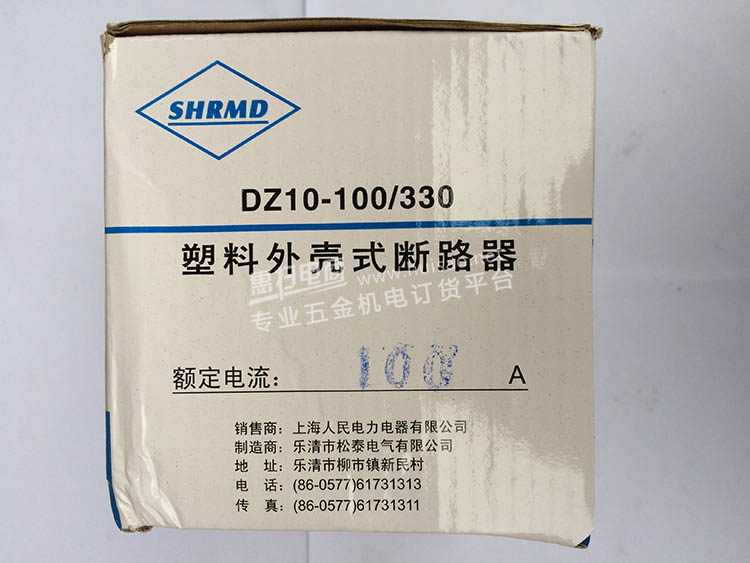 SHRMD
DZ10-100/330
塑料外壳式断路器
专业五金机电订货平台
额定电流: 100 A
销售商: 上海人民电力电器有限公司
制造商: 乐清市松泰电气有限公司
地 址: 乐清市柳市镇新民村
电 话: (86-0577)61731313
传 真: (86-0577)61731311